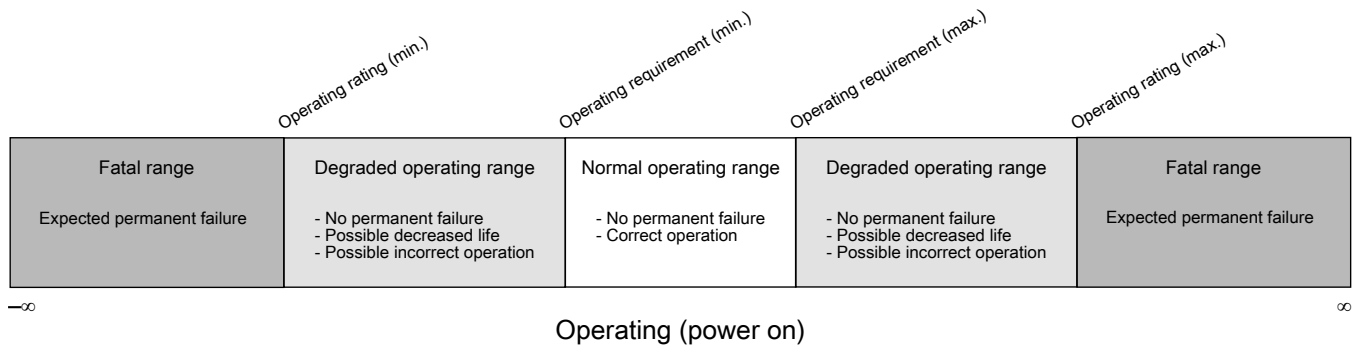 Operating rating (min.)
Operating requirement (min.)
Operating requirement (max.)
Operating rating (max.)
Fatal range
Expected permanent failure
Degraded operating range
- No permanent failure
- Possible decreased life
- Possible incorrect operation
Normal operating range
- No permanent failure
- Correct operation
Degraded operating range
- No permanent failure
- Possible decreased life
- Possible incorrect operation
Fatal range
Expected permanent failure
–∞
∞
Operating (power on)